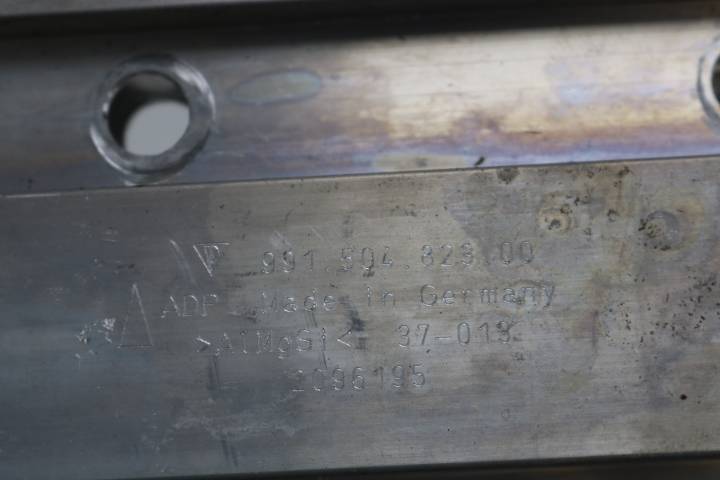 991.504.823.00
ADP Made in Germany
>AlMgSi< 37-013
2096195